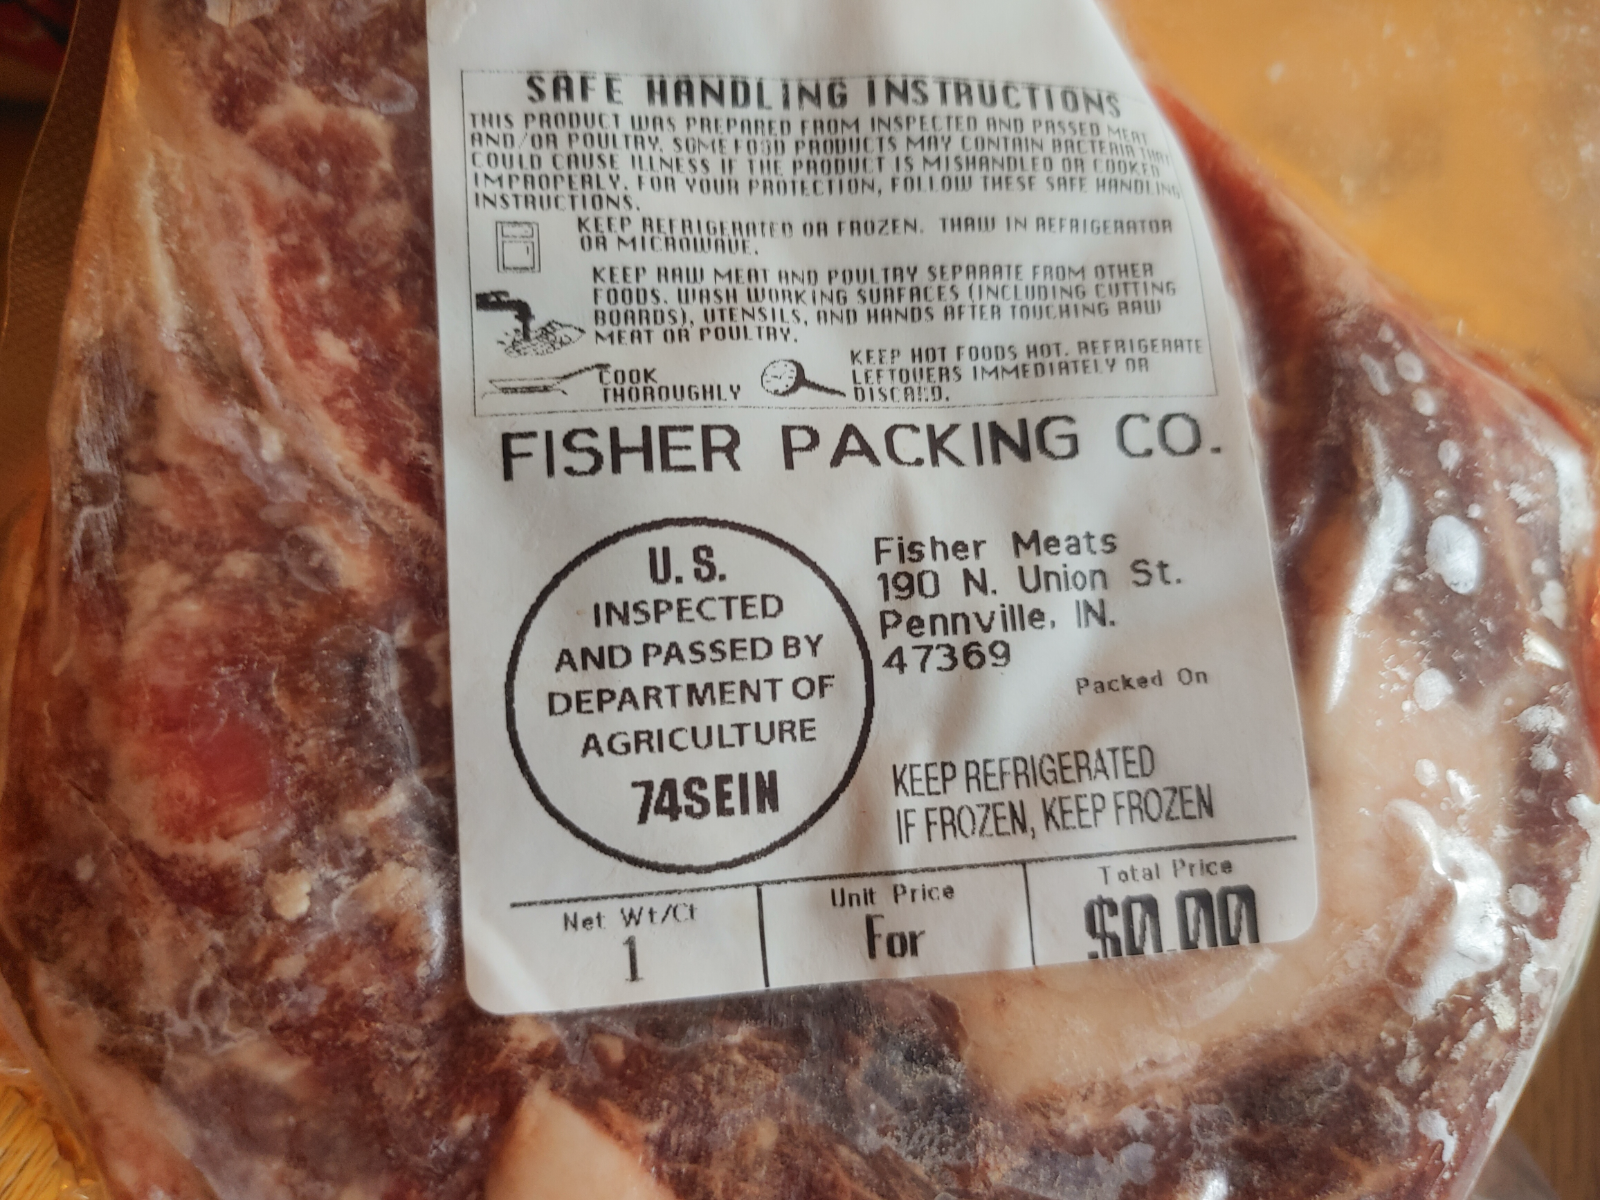 SAFE HANDLING INSTRUCTIONS
THIS PRODUCT WAS PREPARED FROM INSPECTED AND PASSED MEAT
AND/OR POULTRY. SOME FOOD PRODUCTS MAY CONTAIN BACTERIA THAT
COULD CAUSE ILLNESS IF THE PRODUCT IS MISHANDLED OR COOKED
IMPROPERLY. FOR YOUR PROTECTION, FOLLOW THESE SAFE HANDLING
INSTRUCTIONS.
KEEP REFRIGERATED OR FROZEN. THAW IN REFRIGERATOR
OR MICROWAVE.
KEEP RAW MEAT AND POULTRY SEPARATE FROM OTHER
FOODS. WASH WORKING SURFACES (INCLUDING CUTTING
BOARDS), UTENSILS, AND HANDS AFTER TOUCHING RAW
MEAT OR POULTRY.
COOK
THOROUGHLY
KEEP HOT FOODS HOT. REFRIGERATE
LEFTOVERS IMMEDIATELY OR
DISCARD.
FISHER PACKING CO.
U.S.
INSPECTED
AND PASSED BY
DEPARTMENT OF
AGRICULTURE
74SEIN
Fisher Meats
190 N. Union St.
Pennville, IN.
47369
Packed On
KEEP REFRIGERATED
IF FROZEN, KEEP FROZEN
Net Wt/Ct
1
Unit Price
For
Total Price
$0.00